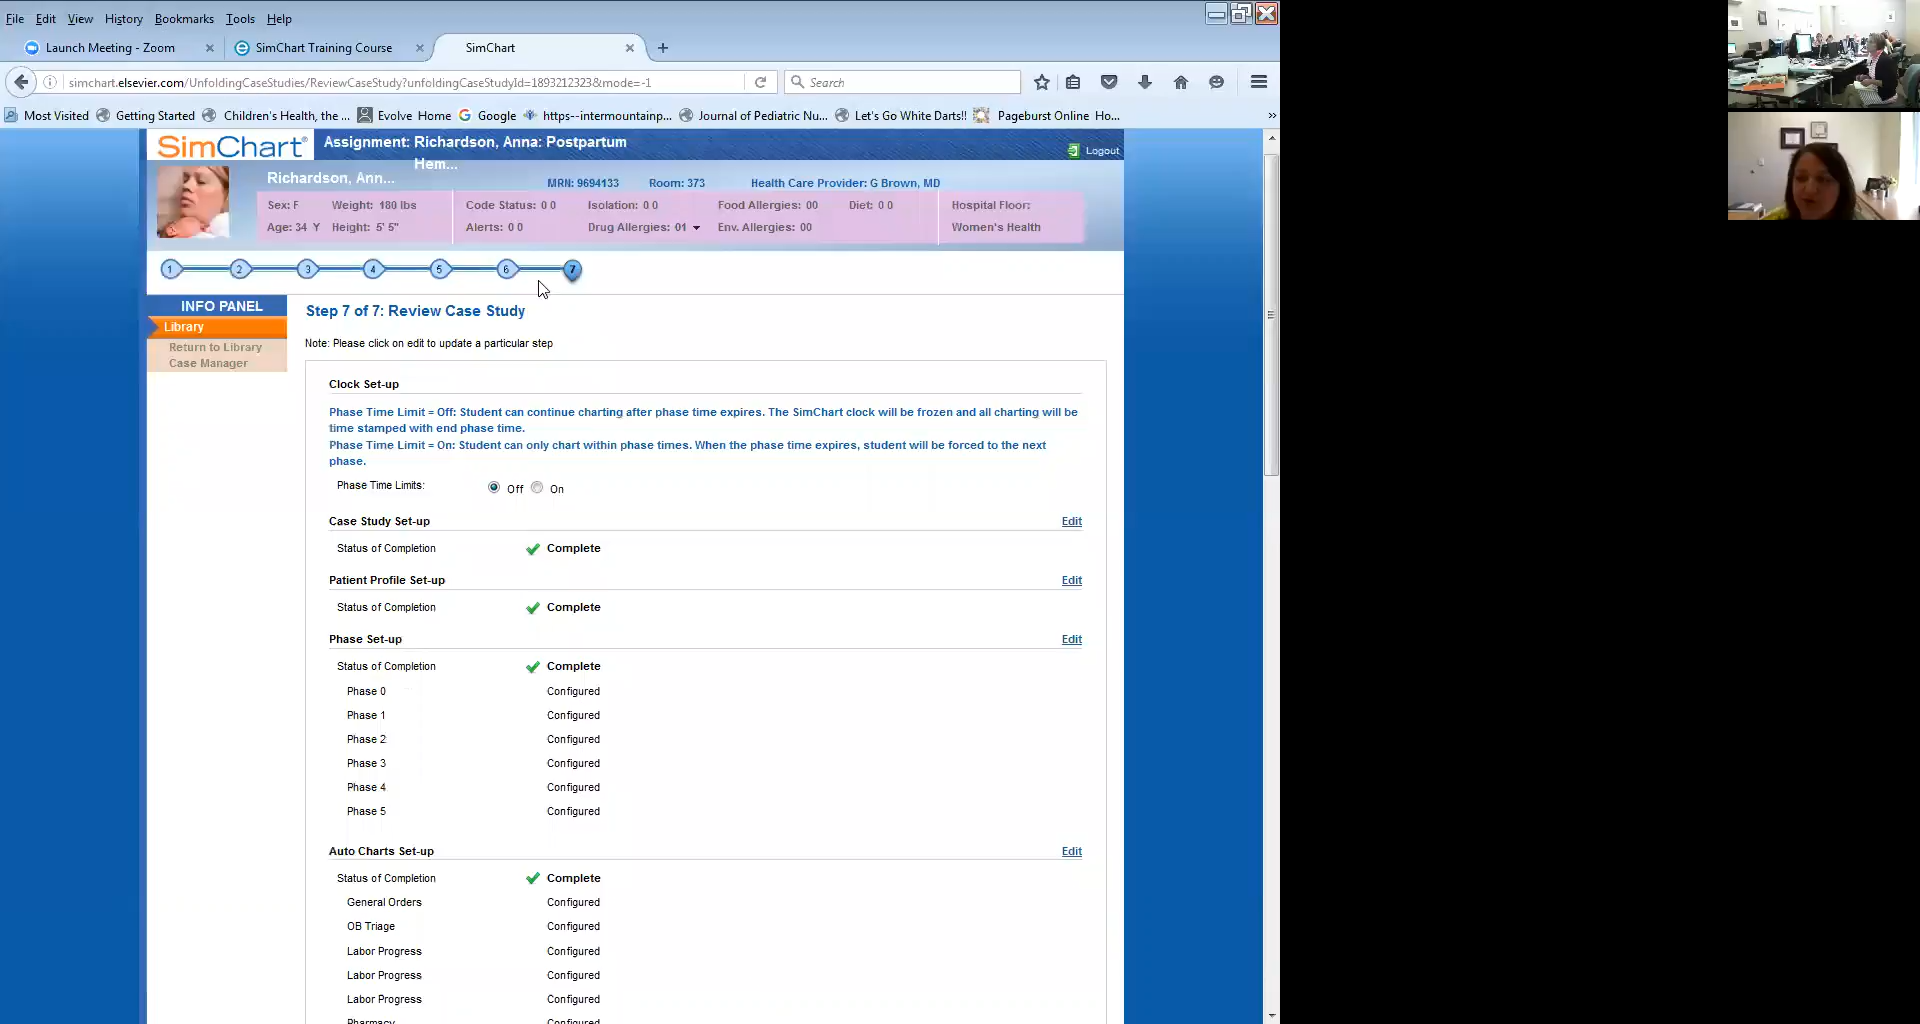 File Edit View History Bookmarks Tools Help
Launch Meeting - Zoom × SimChart Training Course × SimChart × +
simchart.elsevier.com/UnfoldingCaseStudies/ReviewCaseStudy?unfoldingCaseStudyId=1893212323&mode=-1 Search
Most Visited Getting Started Children's Health, the ... Evolve Home Google https--intermountainp... Journal of Pediatric Nu... Let's Go White Darts!! Pageburst Online Ho... »
SimChart® Assignment: Richardson, Anna: Postpartum
Hem... Logout
Richardson, Ann... MRN: 9694133 Room: 373 Health Care Provider: G Brown, MD
Sex: F Weight: 180 lbs Code Status: 0 0 Isolation: 0 0 Food Allergies: 00 Diet: 0 0 Hospital Floor:
Age: 34 Y Height: 5' 5" Alerts: 0 0 Drug Allergies: 01 Env. Allergies: 00 Women's Health
1 2 3 4 5 6 7
INFO PANEL
Library
Return to Library
Case Manager
Step 7 of 7: Review Case Study
Note: Please click on edit to update a particular step
Clock Set-up
Phase Time Limit = Off: Student can continue charting after phase time expires. The SimChart clock will be frozen and all charting will be
time stamped with end phase time.
Phase Time Limit = On: Student can only chart within phase times. When the phase time expires, student will be forced to the next
phase.
Phase Time Limits: Off On
Case Study Set-up Edit
Status of Completion Complete
Patient Profile Set-up Edit
Status of Completion Complete
Phase Set-up Edit
Status of Completion Complete
Phase 0 Configured
Phase 1 Configured
Phase 2 Configured
Phase 3 Configured
Phase 4 Configured
Phase 5 Configured
Auto Charts Set-up Edit
Status of Completion Complete
General Orders Configured
OB Triage Configured
Labor Progress Configured
Labor Progress Configured
Labor Progress Configured
Pharmacy Configured